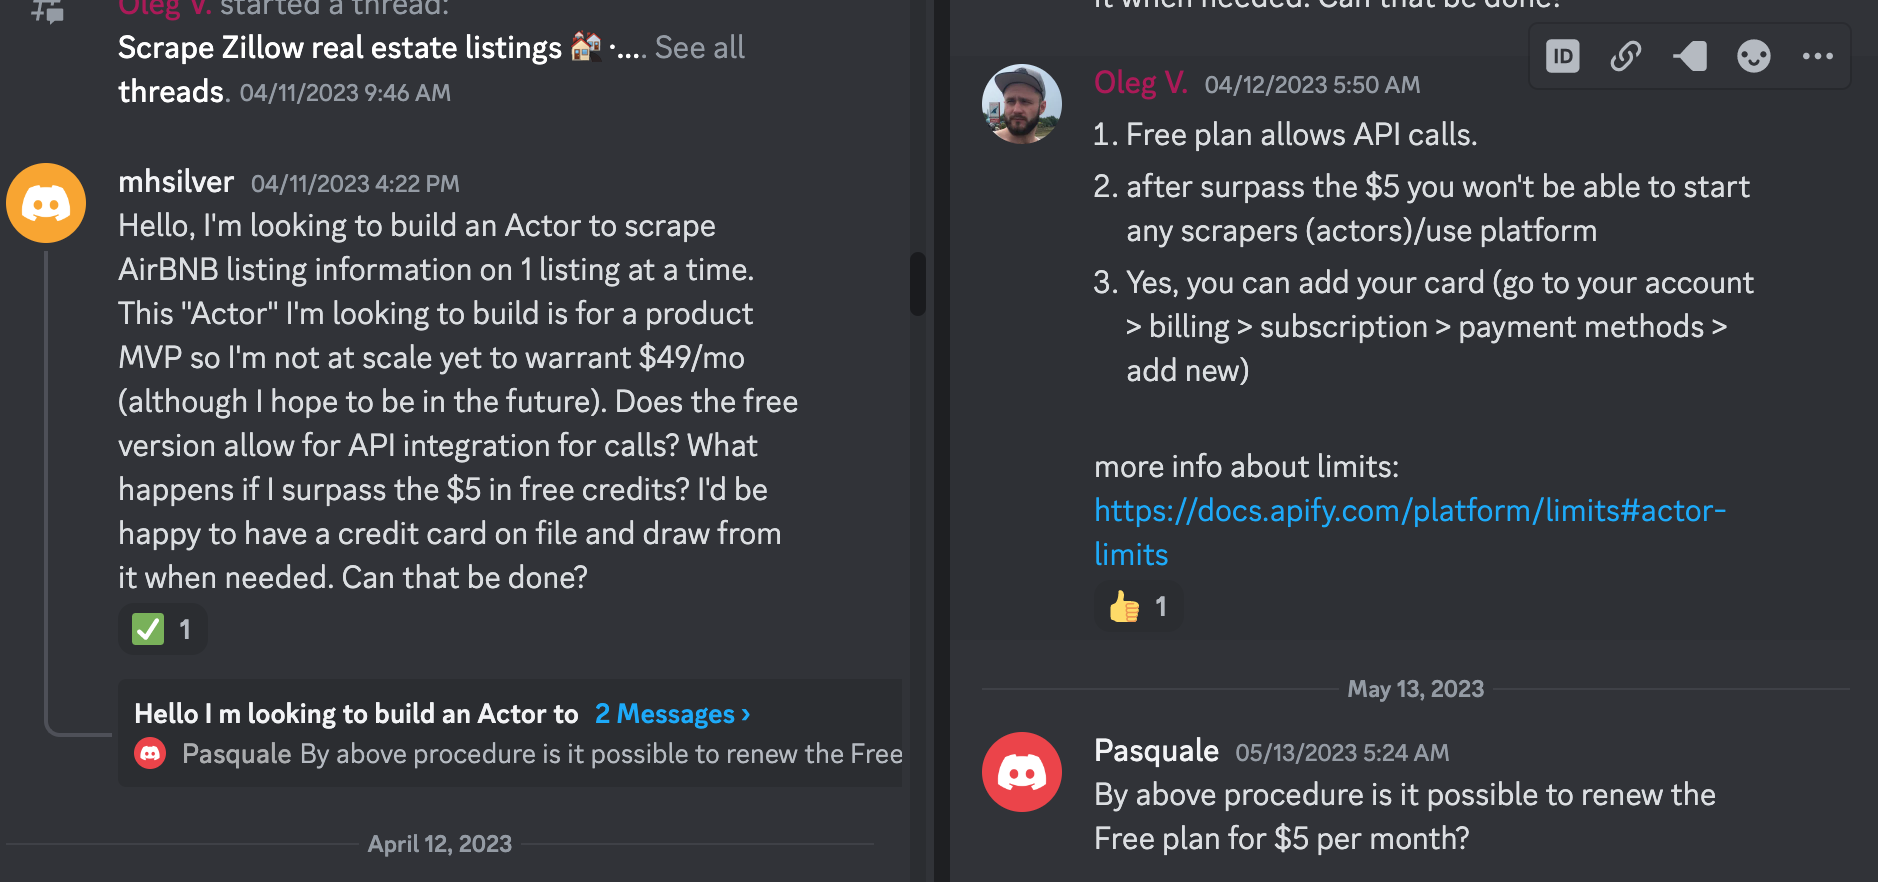 Oleg V. started a thread:
Scrape Zillow real estate listings 🏠 ·.... See all
threads. 04/11/2023 9:46 AM
mhsilver 04/11/2023 4:22 PM
Hello, I'm looking to build an Actor to scrape
AirBNB listing information on 1 listing at a time.
This "Actor" I'm looking to build is for a product
MVP so I'm not at scale yet to warrant $49/mo
(although I hope to be in the future). Does the free
version allow for API integration for calls? What
happens if I surpass the $5 in free credits? I'd be
happy to have a credit card on file and draw from
it when needed. Can that be done?
✅ 1
Hello I m looking to build an Actor to 2 Messages ›
Pasquale By above procedure is it possible to renew the Free
April 12, 2023
it when needed. Can that be done?
ID
Oleg V. 04/12/2023 5:50 AM
1. Free plan allows API calls.
2. after surpass the $5 you won't be able to start
any scrapers (actors)/use platform
3. Yes, you can add your card (go to your account
> billing > subscription > payment methods >
add new)
more info about limits:
https://docs.apify.com/platform/limits#actor-
limits
👍 1
May 13, 2023
Pasquale 05/13/2023 5:24 AM
By above procedure is it possible to renew the
Free plan for $5 per month?